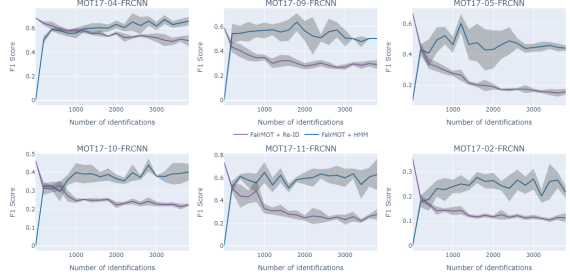 MOT17-04-FRCNN
MOT17-09-FRCNN
MOT17-05-FRCNN
F1 Score
0.6
0.4
0.2
0
1000
2000
3000
Number of identifications
F1 Score
0.6
0.4
0.2
0
1000
2000
3000
Number of identifications
F1 Score
0.6
0.4
0.2
1000
2000
3000
Number of identifications
FairMOT + Re-ID
FairMOT + HMM
MOT17-10-FRCNN
MOT17-11-FRCNN
MOT17-02-FRCNN
F1 Score
0.5
0.4
0.3
0.2
0.1
0
1000
2000
3000
Number of identifications
F1 Score
0.8
0.6
0.4
0.2
0
1000
2000
3000
Number of identifications
F1 Score
0.3
0.2
0.1
0
1000
2000
3000
Number of identifications